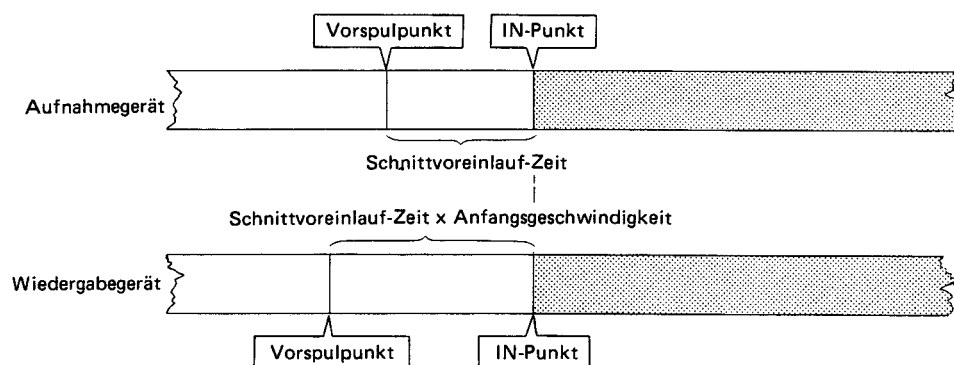 Vorspulpunkt
IN-Punkt
Aufnahmegerät
Schnittvoreinlauf-Zeit
Schnittvoreinlauf-Zeit x Anfangsgeschwindigkeit
Wiedergabegerät
Vorspulpunkt
IN-Punkt